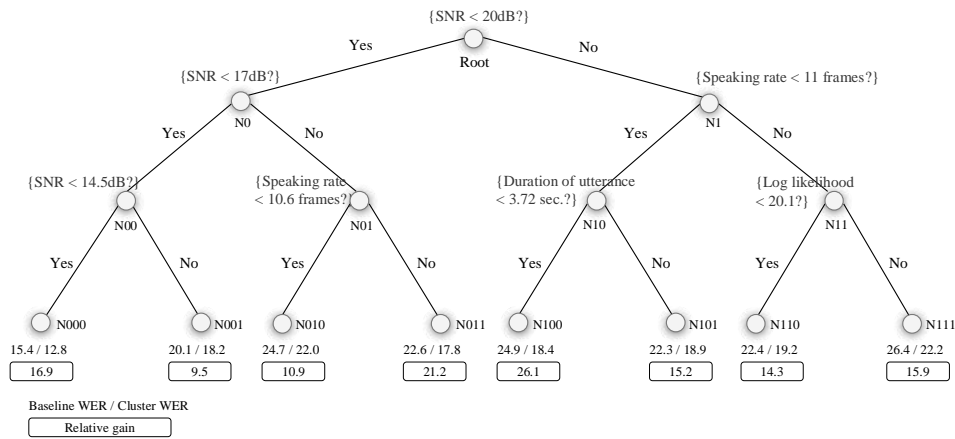 {SNR < 20dB?}
Yes
No
Root
{SNR < 17dB?}
{Speaking rate < 11 frames?}
N0
N1
Yes
No
Yes
No
{SNR < 14.5dB?}
{Speaking rate
< 10.6 frames?}
{Duration of utterance
< 3.72 sec.?}
{Log likelihood
< 20.1?}
N00
N01
N10
N11
Yes
No
Yes
No
Yes
No
Yes
No
N000
N001
N010
N011
N100
N101
N110
N111
15.4 / 12.8
20.1 / 18.2
24.7 / 22.0
22.6 / 17.8
24.9 / 18.4
22.3 / 18.9
22.4 / 19.2
26.4 / 22.2
16.9
9.5
10.9
21.2
26.1
15.2
14.3
15.9
Baseline WER / Cluster WER
Relative gain